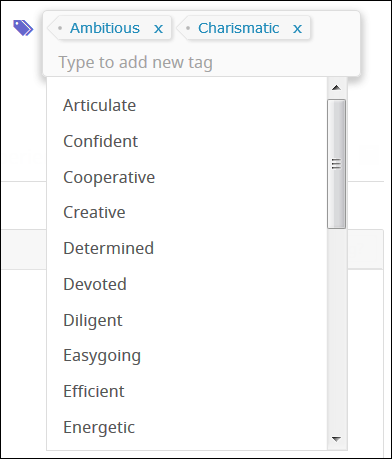 Ambitious x Charismatic x
Type to add new tag
Articulate
Confident
Cooperative
Creative
Determined
Devoted
Diligent
Easygoing
Efficient
Energetic